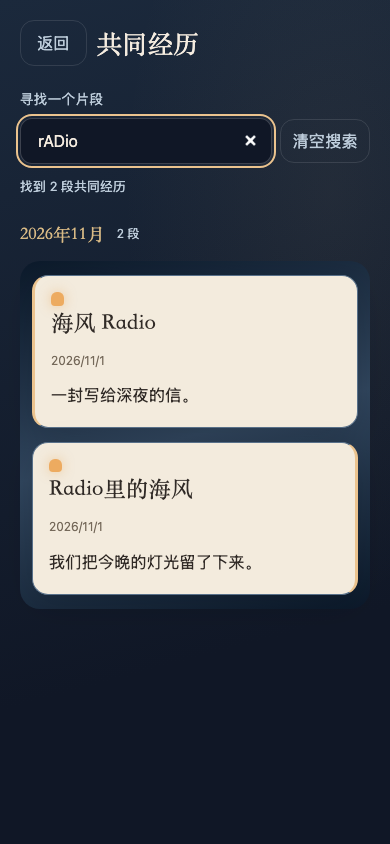 返回
共同经历
寻找一个片段
rADio
×
清空搜索
找到 2 段共同经历
2026年11月 2 段
海风 Radio
2026/11/1
一封写给深夜的信。
Radio里的海风
2026/11/1
我们把今晚的灯光留了下来。